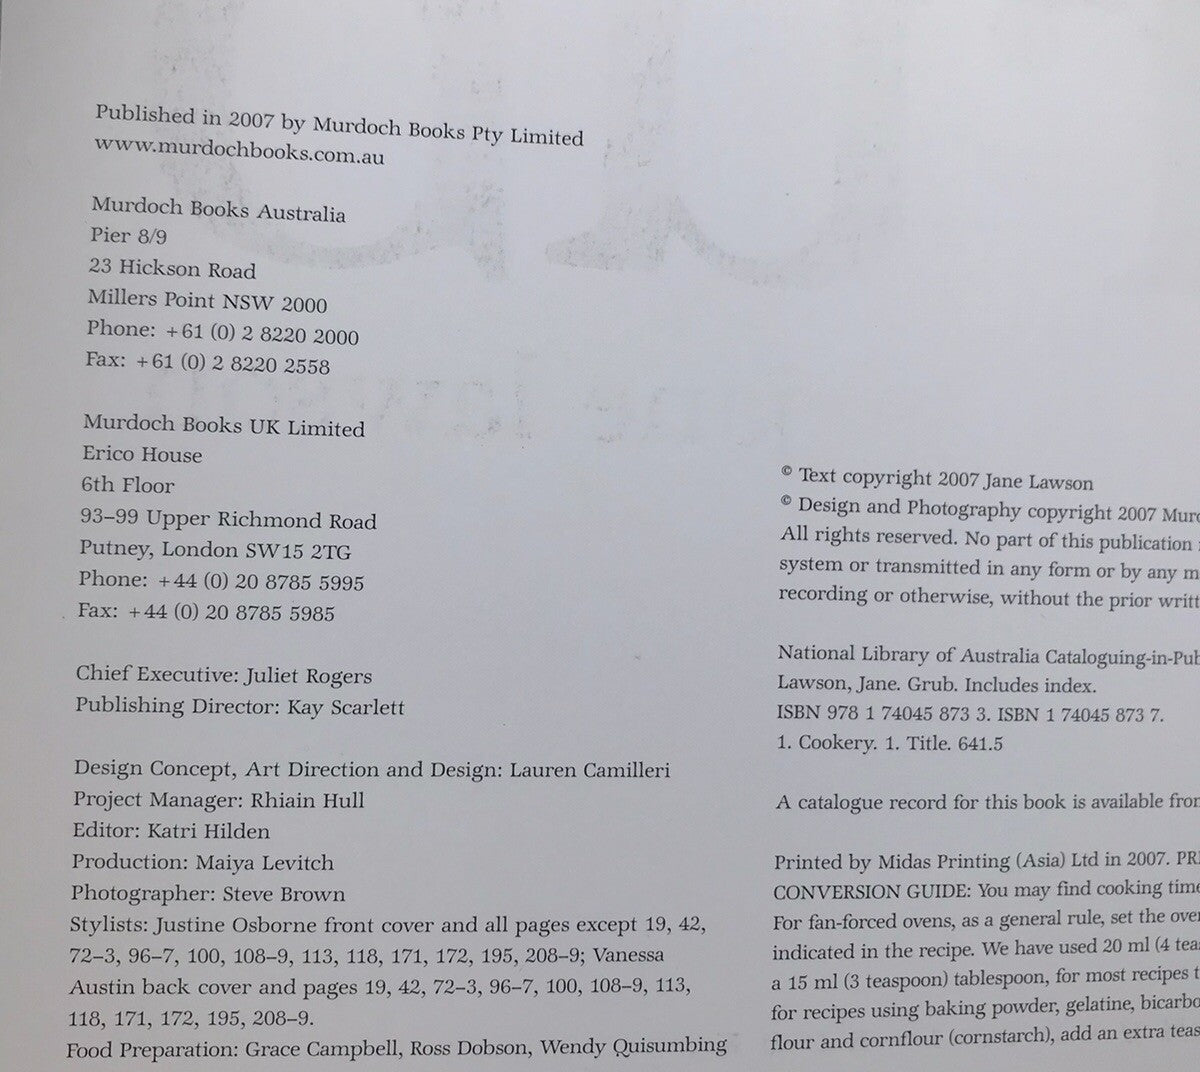 Published in 2007 by Murdoch Books Pty Limited
www.murdochbooks.com.au
Murdoch Books Australia
Pier 8/9
23 Hickson Road
Millers Point NSW 2000
Phone: +61 (0) 2 8220 2000
Fax: +61 (0) 2 8220 2558
Murdoch Books UK Limited
Erico House
6th Floor
93–99 Upper Richmond Road
Putney, London SW15 2TG
Phone: +44 (0) 20 8785 5995
Fax: +44 (0) 20 8785 5985
Chief Executive: Juliet Rogers
Publishing Director: Kay Scarlett
Design Concept, Art Direction and Design: Lauren Camilleri
Project Manager: Rhiain Hull
Editor: Katri Hilden
Production: Maiya Levitch
Photographer: Steve Brown
Stylists: Justine Osborne front cover and all pages except 19, 42,
72–3, 96–7, 100, 108–9, 113, 118, 171, 172, 195, 208–9; Vanessa
Austin back cover and pages 19, 42, 72–3, 96–7, 100, 108–9, 113,
118, 171, 172, 195, 208–9.
Food Preparation: Grace Campbell, Ross Dobson, Wendy Quisumbing
© Text copyright 2007 Jane Lawson
© Design and Photography copyright 2007 Murd
All rights reserved. No part of this publication
system or transmitted in any form or by any m
recording or otherwise, without the prior writt
National Library of Australia Cataloguing-in-Pub
Lawson, Jane. Grub. Includes index.
ISBN 978 1 74045 873 3. ISBN 1 74045 873 7.
1. Cookery. 1. Title. 641.5
A catalogue record for this book is available from
Printed by Midas Printing (Asia) Ltd in 2007. PRI
CONVERSION GUIDE: You may find cooking time
For fan-forced ovens, as a general rule, set the over
indicated in the recipe. We have used 20 ml (4 teas
a 15 ml (3 teaspoon) tablespoon, for most recipes t
for recipes using baking powder, gelatine, bicarbo
flour and cornflour (cornstarch), add an extra teas